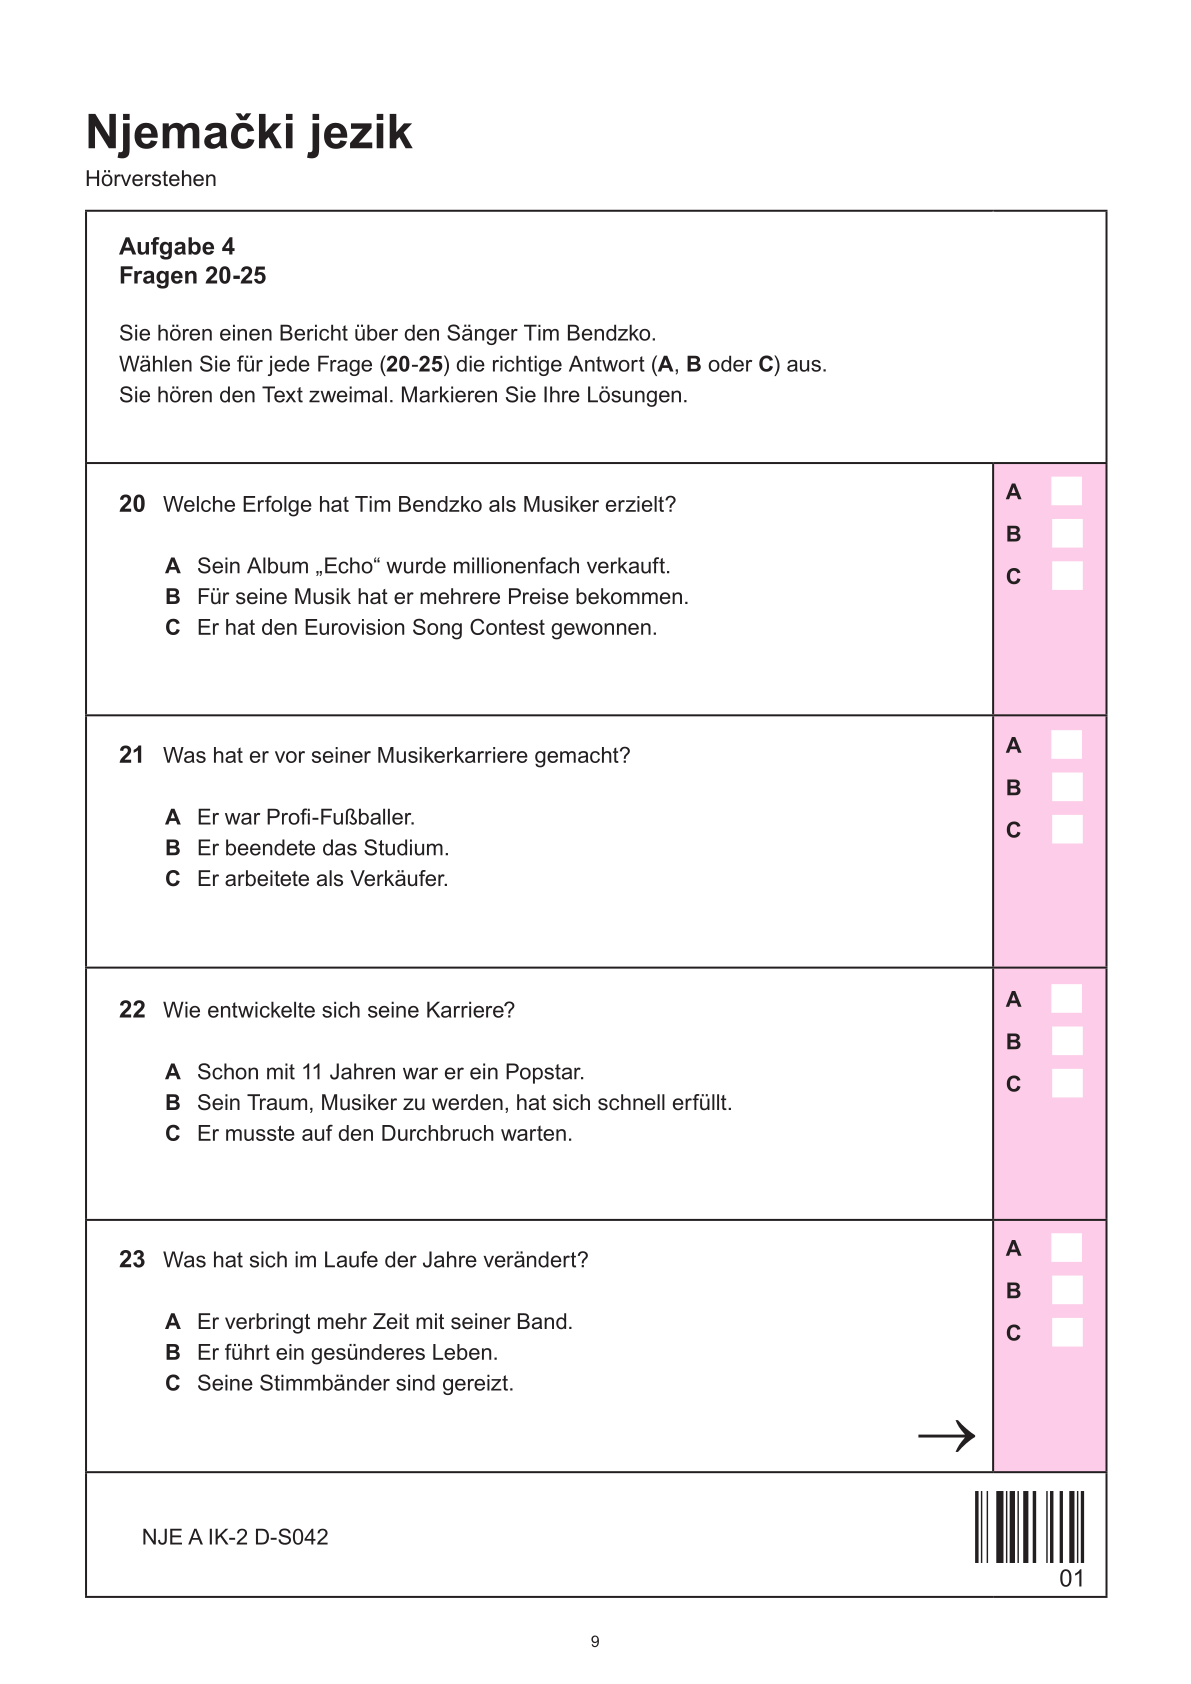 Njemački jezik
Hörverstehen
Aufgabe 4
Fragen 20-25
Sie hören einen Bericht über den Sänger Tim Bendzko.
Wählen Sie für jede Frage (20-25) die richtige Antwort (A, B oder C) aus.
Sie hören den Text zweimal. Markieren Sie Ihre Lösungen.
20 Welche Erfolge hat Tim Bendzko als Musiker erzielt?
A Sein Album „Echo“ wurde millionenfach verkauft.
B Für seine Musik hat er mehrere Preise bekommen.
C Er hat den Eurovision Song Contest gewonnen.
A
B
C
21 Was hat er vor seiner Musikerkarriere gemacht?
A Er war Profi-Fußballer.
B Er beendete das Studium.
C Er arbeitete als Verkäufer.
A
B
C
22 Wie entwickelte sich seine Karriere?
A Schon mit 11 Jahren war er ein Popstar.
B Sein Traum, Musiker zu werden, hat sich schnell erfüllt.
C Er musste auf den Durchbruch warten.
A
B
C
23 Was hat sich im Laufe der Jahre verändert?
A Er verbringt mehr Zeit mit seiner Band.
B Er führt ein gesünderes Leben.
C Seine Stimmbänder sind gereizt.
A
B
C
→
NJE A IK-2 D-S042
01
9